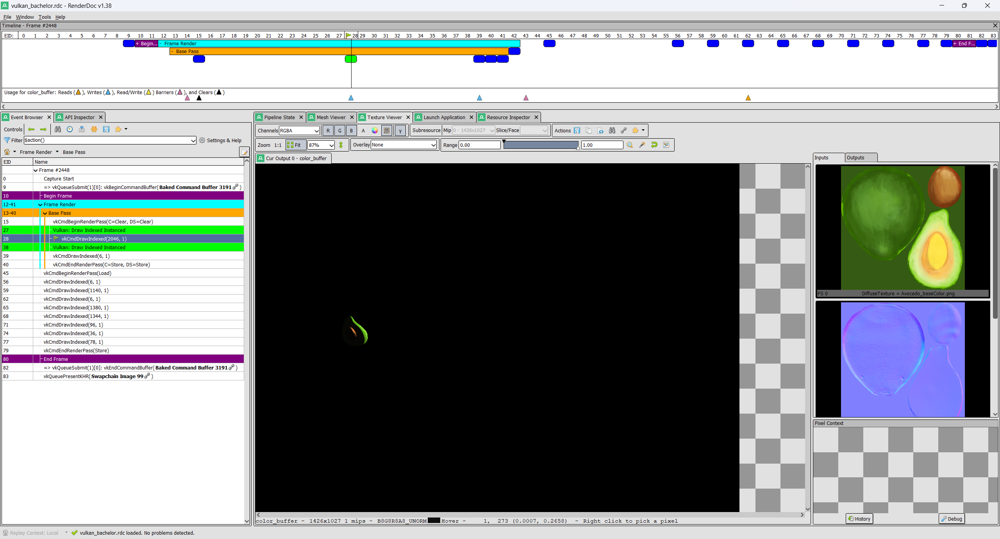 vulkan_bachelor.rdc - RenderDoc v1.38
File Window Tools Help
Timeline - Frame #2448
EID: 0 1 2 3 4 5 6 7 8 9 10 11 12 13 14 15 16 17 18 19 20 21 22 23 24 25 26 27 28 29 30 31 32 33 34 35 36 37 38 39 40 41 42 43 44 45 46 47 48 49 50 51 52 53 54 55 56 57 58 59 60 61 62 63 64 65 66 67 68 69 70 71 72 73 74 75 76 77 78 79 80 81 82 83
+ Begin... - Frame Render + End F...
- Base Pass
Usage for color_buffer: Reads ( ), Writes ( ), Read/Write ( ) Barriers ( ), and Clears ( )
Event Browser API Inspector
Controls
Filter $action() Settings & Help
Frame Render Base Pass
EID Name
Frame #2448
0 Capture Start
9 => vkQueueSubmit(1)[0]: vkBeginCommandBuffer( Baked Command Buffer 3191 )
10 Begin Frame
12-41 Frame Render
13-40 Base Pass
15 vkCmdBeginRenderPass(C=Clear, DS=Clear)
27 Vulkan: Draw Indexed Instanced
28 vkCmdDrawIndexed(2046, 1)
38 Vulkan: Draw Indexed Instanced
39 vkCmdDrawIndexed(6, 1)
40 vkCmdEndRenderPass(C=Store, DS=Store)
45 vkCmdBeginRenderPass(Load)
56 vkCmdDrawIndexed(6, 1)
59 vkCmdDrawIndexed(1140, 1)
62 vkCmdDrawIndexed(6, 1)
65 vkCmdDrawIndexed(1380, 1)
68 vkCmdDrawIndexed(1344, 1)
71 vkCmdDrawIndexed(96, 1)
74 vkCmdDrawIndexed(36, 1)
77 vkCmdDrawIndexed(78, 1)
79 vkCmdEndRenderPass(Store)
80 End Frame
82 => vkQueueSubmit(1)[0]: vkEndCommandBuffer( Baked Command Buffer 3191 )
83 vkQueuePresentKHR( Swapchain Image 99 )
Pipeline State Mesh Viewer Texture Viewer Launch Application Resource Inspector
Channels RGBA R G B A γ Subresource Mip 0 - 1426x1027 Slice/Face Actions
Zoom 1:1 Fit 87% Overlay None Range 0.00 1.00
Cur Output 0 - color_buffer
Inputs Outputs
FS 0 DiffuseTexture = Avocado_baseColor.png
Pixel Context
History Debug
color_buffer - 1426x1027 1 mips - B8G8R8A8_UNORM Hover - 1, 273 (0.0007, 0.2658) - Right click to pick a pixel
Replay Context: Local vulkan_bachelor.rdc loaded. No problems detected.